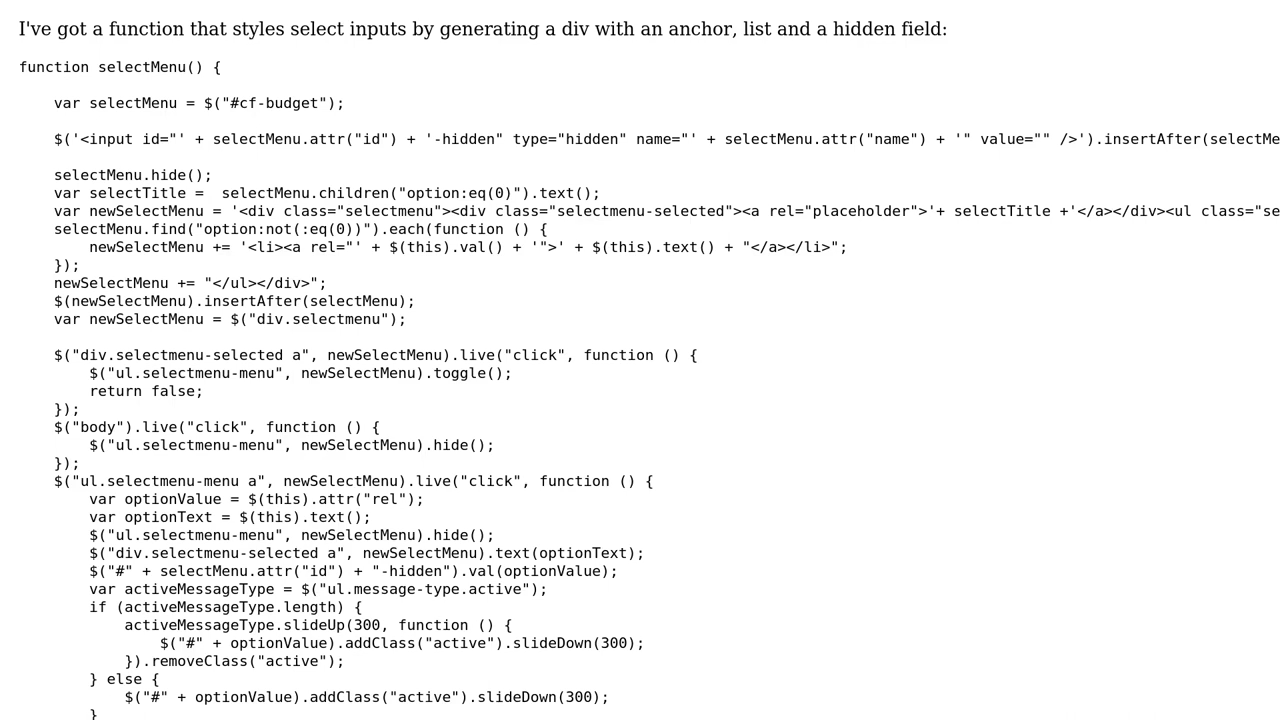 I've got a function that styles select inputs by generating a div with an anchor, list and a hidden field:
function selectMenu() {
    var selectMenu = $("#cf-budget");
    $('<input id="' + selectMenu.attr("id") + '-hidden" type="hidden" name="' + selectMenu.attr("name") + '" value="" />').insertAfter(selectMe
    selectMenu.hide();
    var selectTitle =  selectMenu.children("option:eq(0)").text();
    var newSelectMenu = '<div class="selectmenu"><div class="selectmenu-selected"><a rel="placeholder">'+ selectTitle +'</a></div><ul class="se
    selectMenu.find("option:not(:eq(0))").each(function () {
        newSelectMenu += '<li><a rel="' + $(this).val() + '">' + $(this).text() + "</a></li>";
    });
    newSelectMenu += "</ul></div>";
    $(newSelectMenu).insertAfter(selectMenu);
    var newSelectMenu = $("div.selectmenu");
    $("div.selectmenu-selected a", newSelectMenu).live("click", function () {
        $("ul.selectmenu-menu", newSelectMenu).toggle();
        return false;
    });
    $("body").live("click", function () {
        $("ul.selectmenu-menu", newSelectMenu).hide();
    });
    $("ul.selectmenu-menu a", newSelectMenu).live("click", function () {
        var optionValue = $(this).attr("rel");
        var optionText = $(this).text();
        $("ul.selectmenu-menu", newSelectMenu).hide();
        $("div.selectmenu-selected a", newSelectMenu).text(optionText);
        $("#" + selectMenu.attr("id") + "-hidden").val(optionValue);
        var activeMessageType = $("ul.message-type.active");
        if (activeMessageType.length) {
            activeMessageType.slideUp(300, function () {
                $("#" + optionValue).addClass("active").slideDown(300);
            }).removeClass("active");
        } else {
            $("#" + optionValue).addClass("active").slideDown(300);
        }